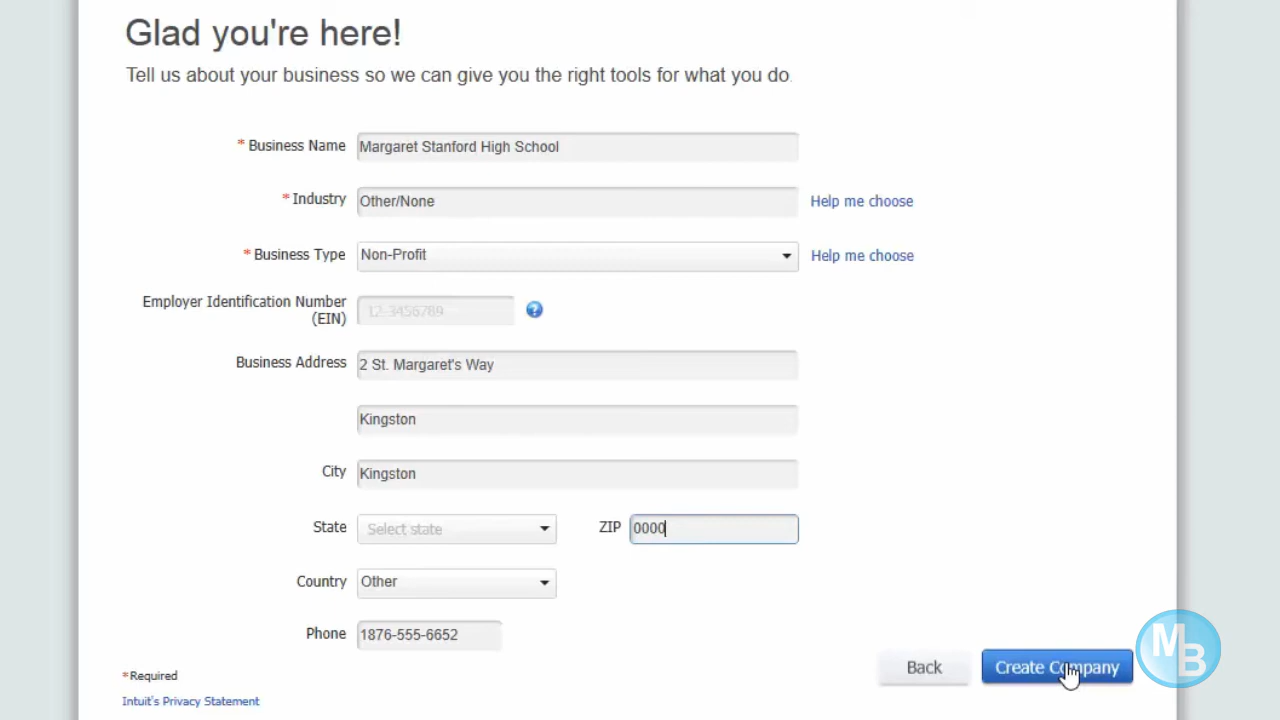 Glad you're here!
Tell us about your business so we can give you the right tools for what you do.
* Business Name Margaret Stanford High School
* Industry Other/None Help me choose
* Business Type Non-Profit Help me choose
Employer Identification Number
(EIN) 12-3456789 ?
Business Address 2 St. Margaret's Way
Kingston
City Kingston
State Select state ZIP 0000
Country Other
Phone 1876-555-6652
*Required Back Create Company
Intuit's Privacy Statement
MB